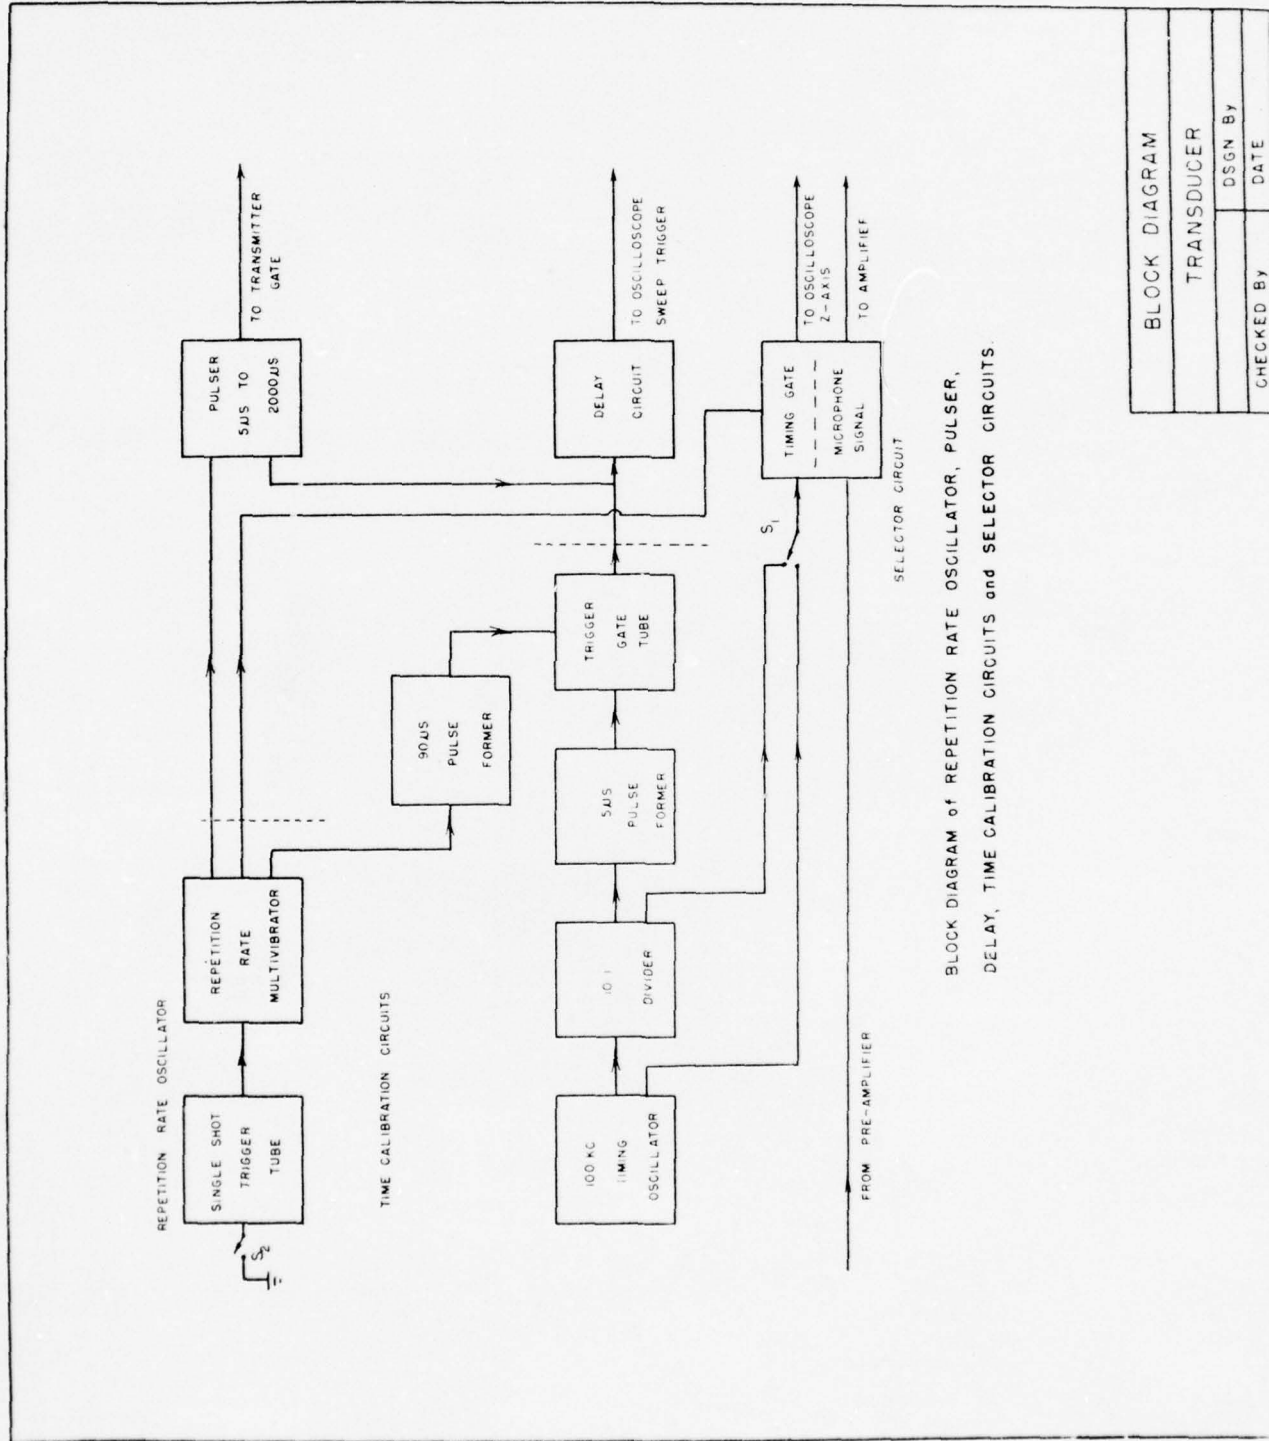 REPETITION RATE OSCILLATOR
S2
SINGLE SHOT
TRIGGER
TUBE
REPETITION
RATE
MULTIVIBRATOR
PULSER
5µS TO
2000µS
TO TRANSMITTER
GATE
TIME CALIBRATION CIRCUITS
90µS
PULSE
FORMER
100 KC
TIMING
OSCILLATOR
10 1
DIVIDER
5µS
PULSE
FORMER
TRIGGER
GATE
TUBE
DELAY
CIRCUIT
TO OSCILLOSCOPE
SWEEP TRIGGER
S1
TIMING GATE
MICROPHONE
SIGNAL
TO OSCILLOSCOPE
Z-AXIS
TO AMPLIFIER
FROM PRE-AMPLIFIER
SELECTOR CIRCUIT
BLOCK DIAGRAM of REPETITION RATE OSCILLATOR, PULSER,
DELAY, TIME CALIBRATION CIRCUITS and SELECTOR CIRCUITS.
BLOCK DIAGRAM
TRANSDUCER
DSGN By
CHECKED By
DATE